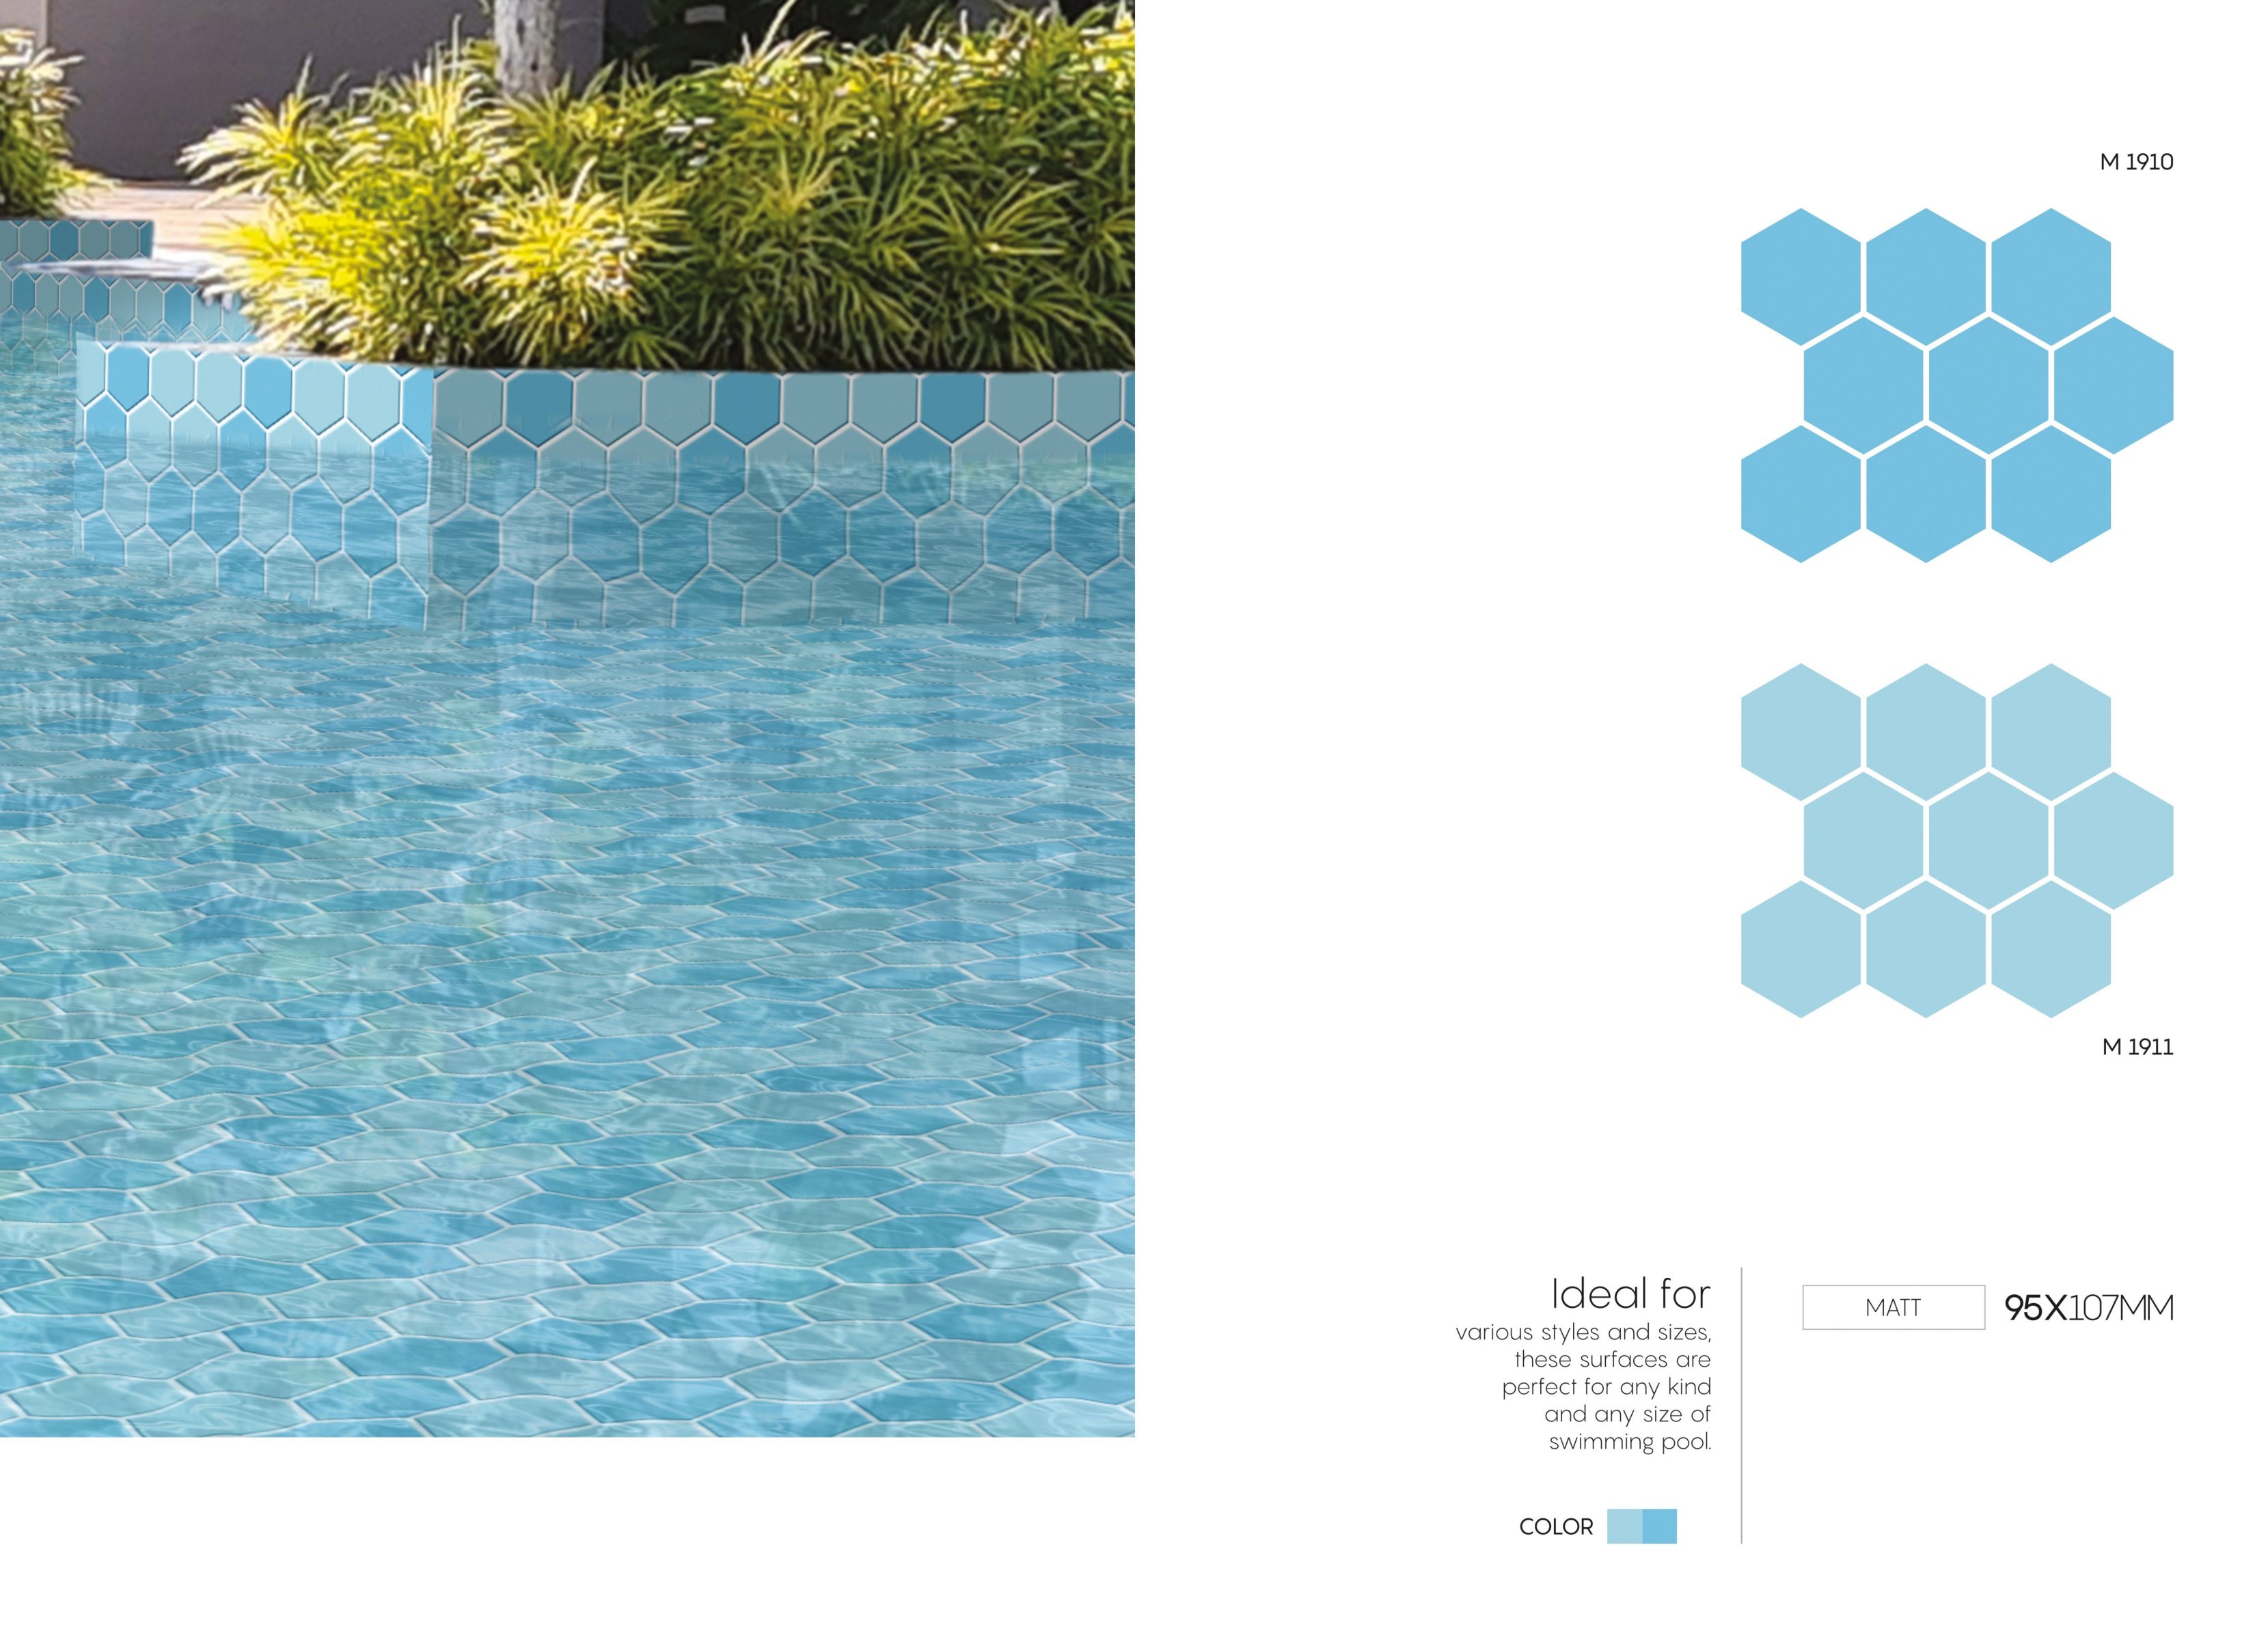 M 1910
M 1911
Ideal for
various styles and sizes,
these surfaces are
perfect for any kind
and any size of
swimming pool.
COLOR
MATT
95X107MM